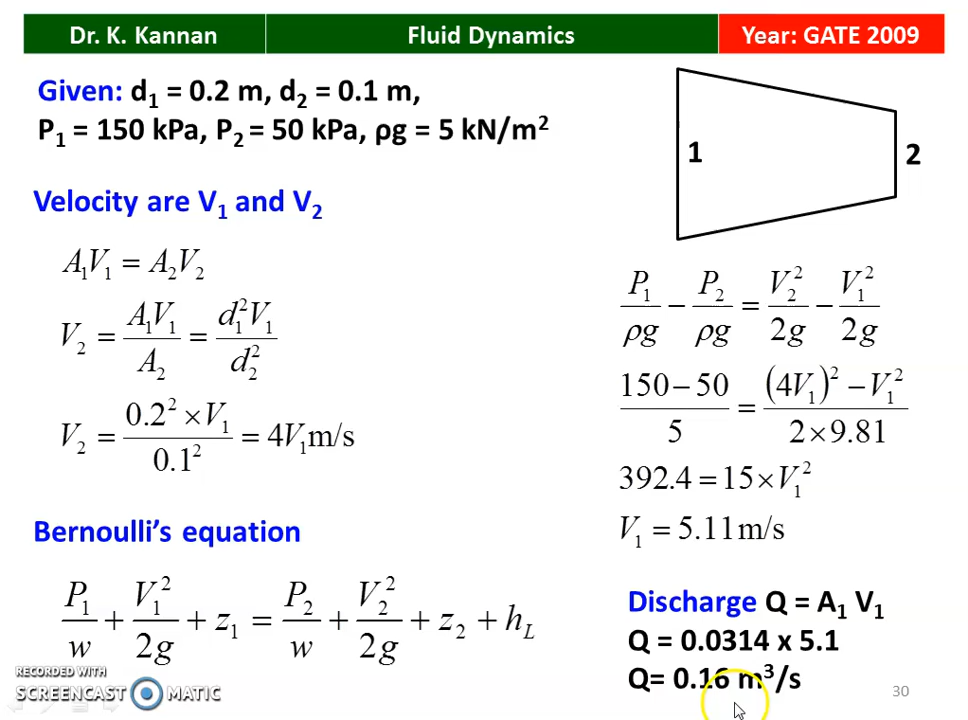 Dr. K. Kannan
Fluid Dynamics
Year: GATE 2009
Given: d₁ = 0.2 m, d₂ = 0.1 m,
P₁ = 150 kPa, P₂ = 50 kPa, ρg = 5 kN/m²
1
2
Velocity are V₁ and V₂
A₁V₁ = A₂V₂
V₂ = A₁V₁/A₂ = d₁²V₁/d₂²
V₂ = 0.2² × V₁/0.1² = 4V₁m/s
Bernoulli's equation
P₁/w + V₁²/2g + z₁ = P₂/w + V₂²/2g + z₂ + h_L
P₁/ρg − P₂/ρg = V₂²/2g − V₁²/2g
150 − 50/5 = (4V₁)² − V₁²/2 × 9.81
392.4 = 15 × V₁²
V₁ = 5.11m/s
Discharge Q = A₁ V₁
Q = 0.0314 x 5.1
Q= 0.16 m³/s
RECORDED WITH
SCREENCAST MATIC
30